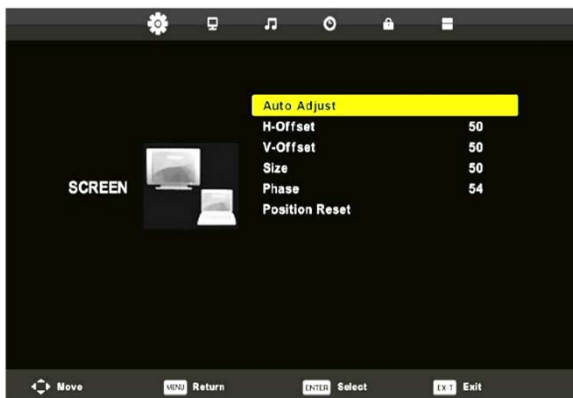 Auto Adjust
H-Offset 50
V-Offset 50
Size 50
SCREEN
Phase 54
Position Reset
Move MENU Return ENTER Select EXIT Exit